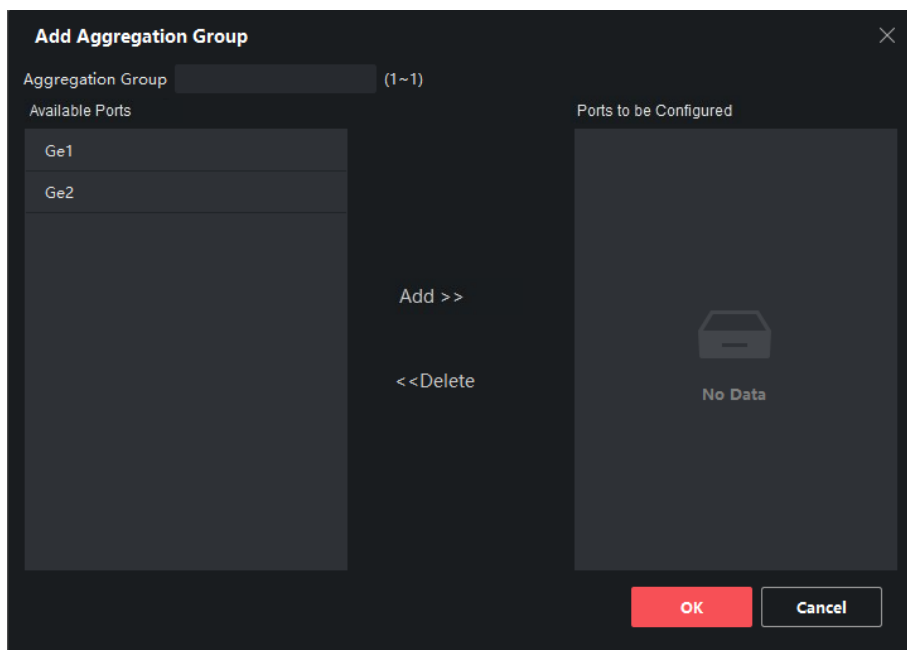 Add Aggregation Group
Aggregation Group (1~1)
Available Ports
Ports to be Configured
Ge1
Ge2
Add >>
<<Delete
No Data
OK
Cancel